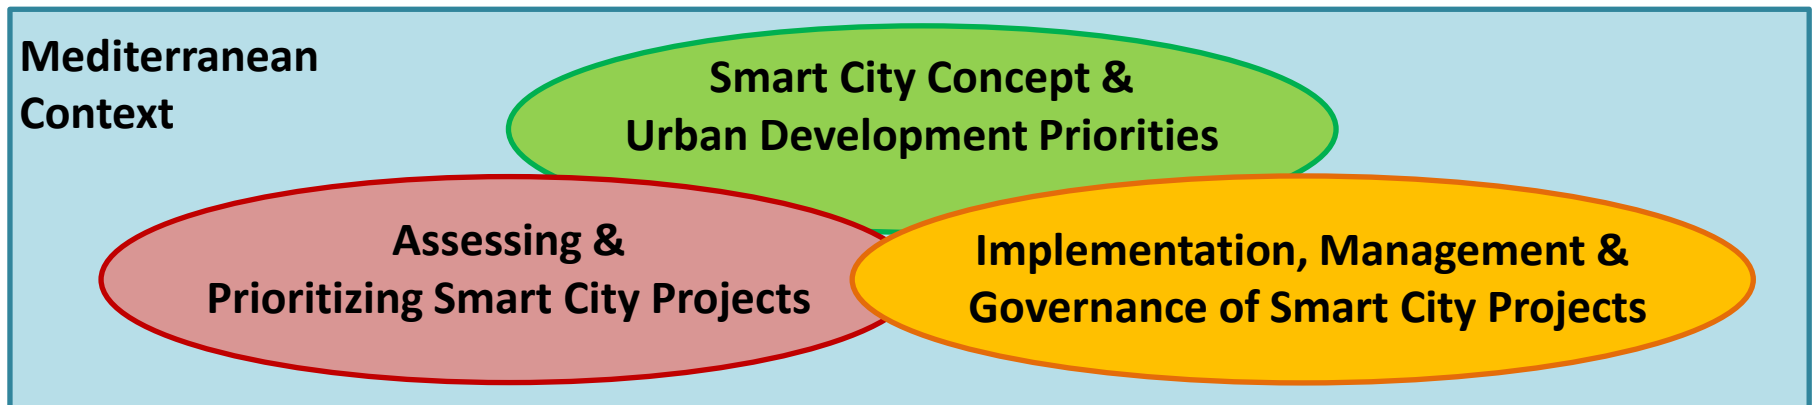 Mediterranean
Context
Smart City Concept &
Urban Development Priorities
Assessing &
Prioritizing Smart City Projects
Implementation, Management &
Governance of Smart City Projects